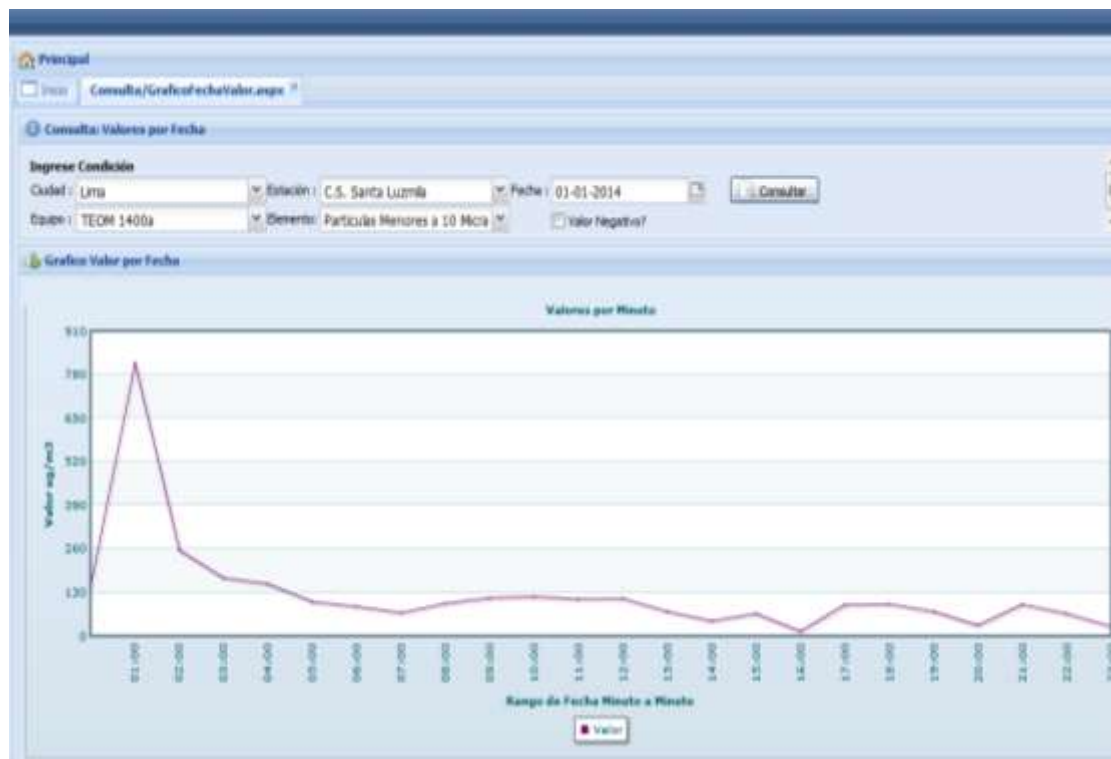 Principal
Inicio Consulta/GraficoFechaValor.aspx
Consulta: Valores por Fecha
Ingrese Condición
Ciudad : Lima Estación : C.S. Santa Luzmila Fecha : 01-01-2014 Consultar
Equipo : TEOM 1400a Elemento: Particulas Menores a 10 Micra Valor Negativo?
Grafico Valor por Fecha
Valores por Minuto
910
780
650
520
390
260
130
0
Valor ug/m3
01:00 02:00 03:00 04:00 05:00 06:00 07:00 08:00 09:00 10:00 11:00 12:00 13:00 14:00 15:00 16:00 17:00 18:00 19:00 20:00 21:00 22:00
Rango de Fecha Minuto a Minuto
Valor